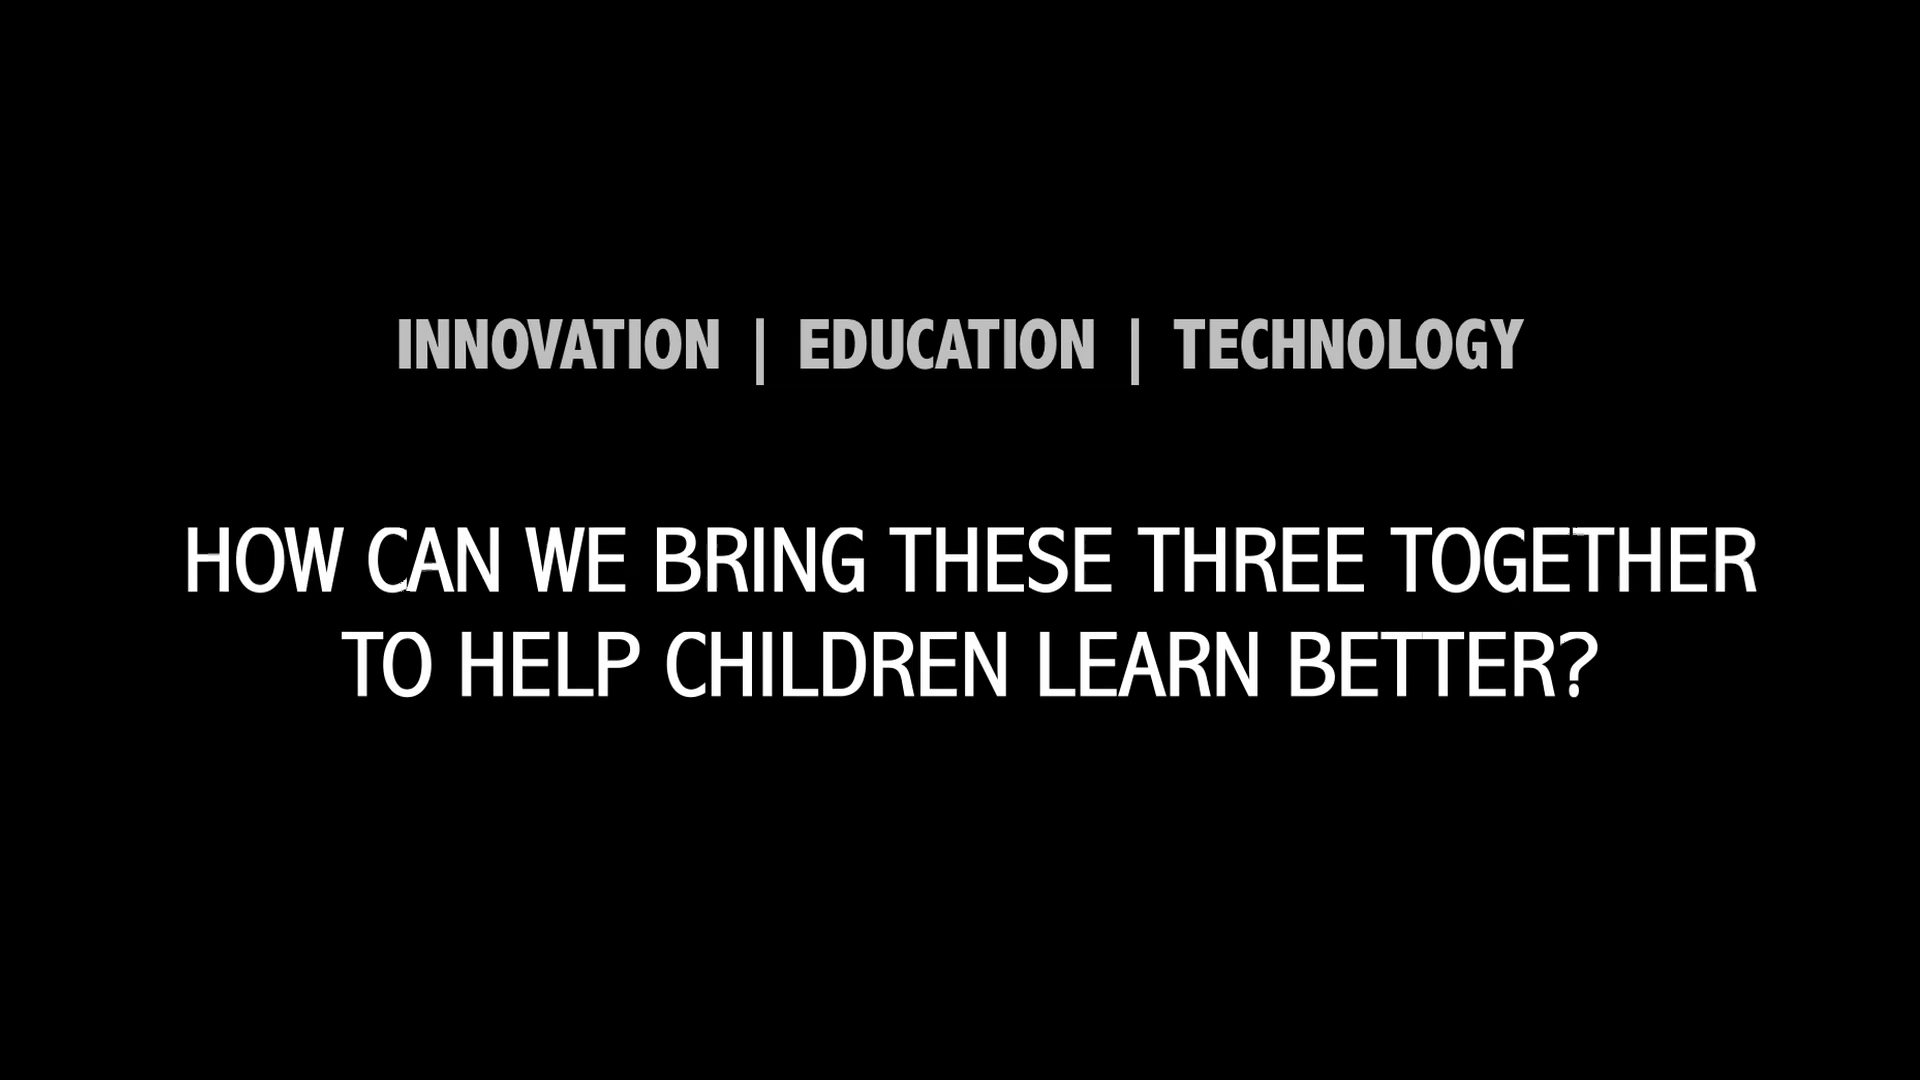 INNOVATION | EDUCATION | TECHNOLOGY
HOW CAN WE BRING THESE THREE TOGETHER
TO HELP CHILDREN LEARN BETTER?